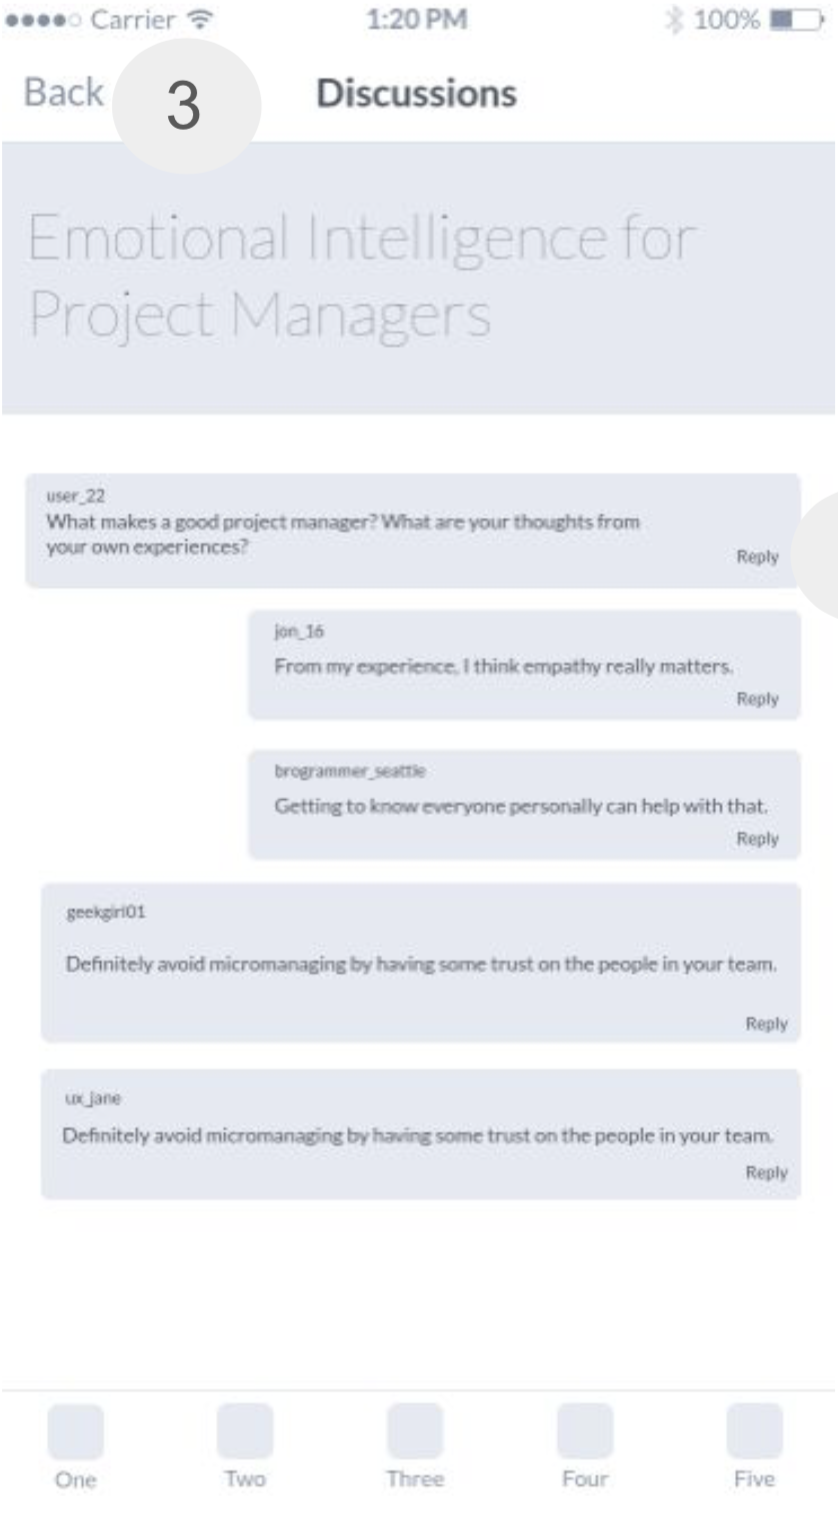 Carrier 1:20 PM 100%
Back 3 Discussions
Emotional Intelligence for
Project Managers
user_22
What makes a good project manager? What are your thoughts from
your own experiences?
Reply
jon_16
From my experience, I think empathy really matters.
Reply
brogrammer_seattle
Getting to know everyone personally can help with that.
Reply
geekgirl01
Definitely avoid micromanaging by having some trust on the people in your team.
Reply
ux_jane
Definitely avoid micromanaging by having some trust on the people in your team.
Reply
One Two Three Four Five